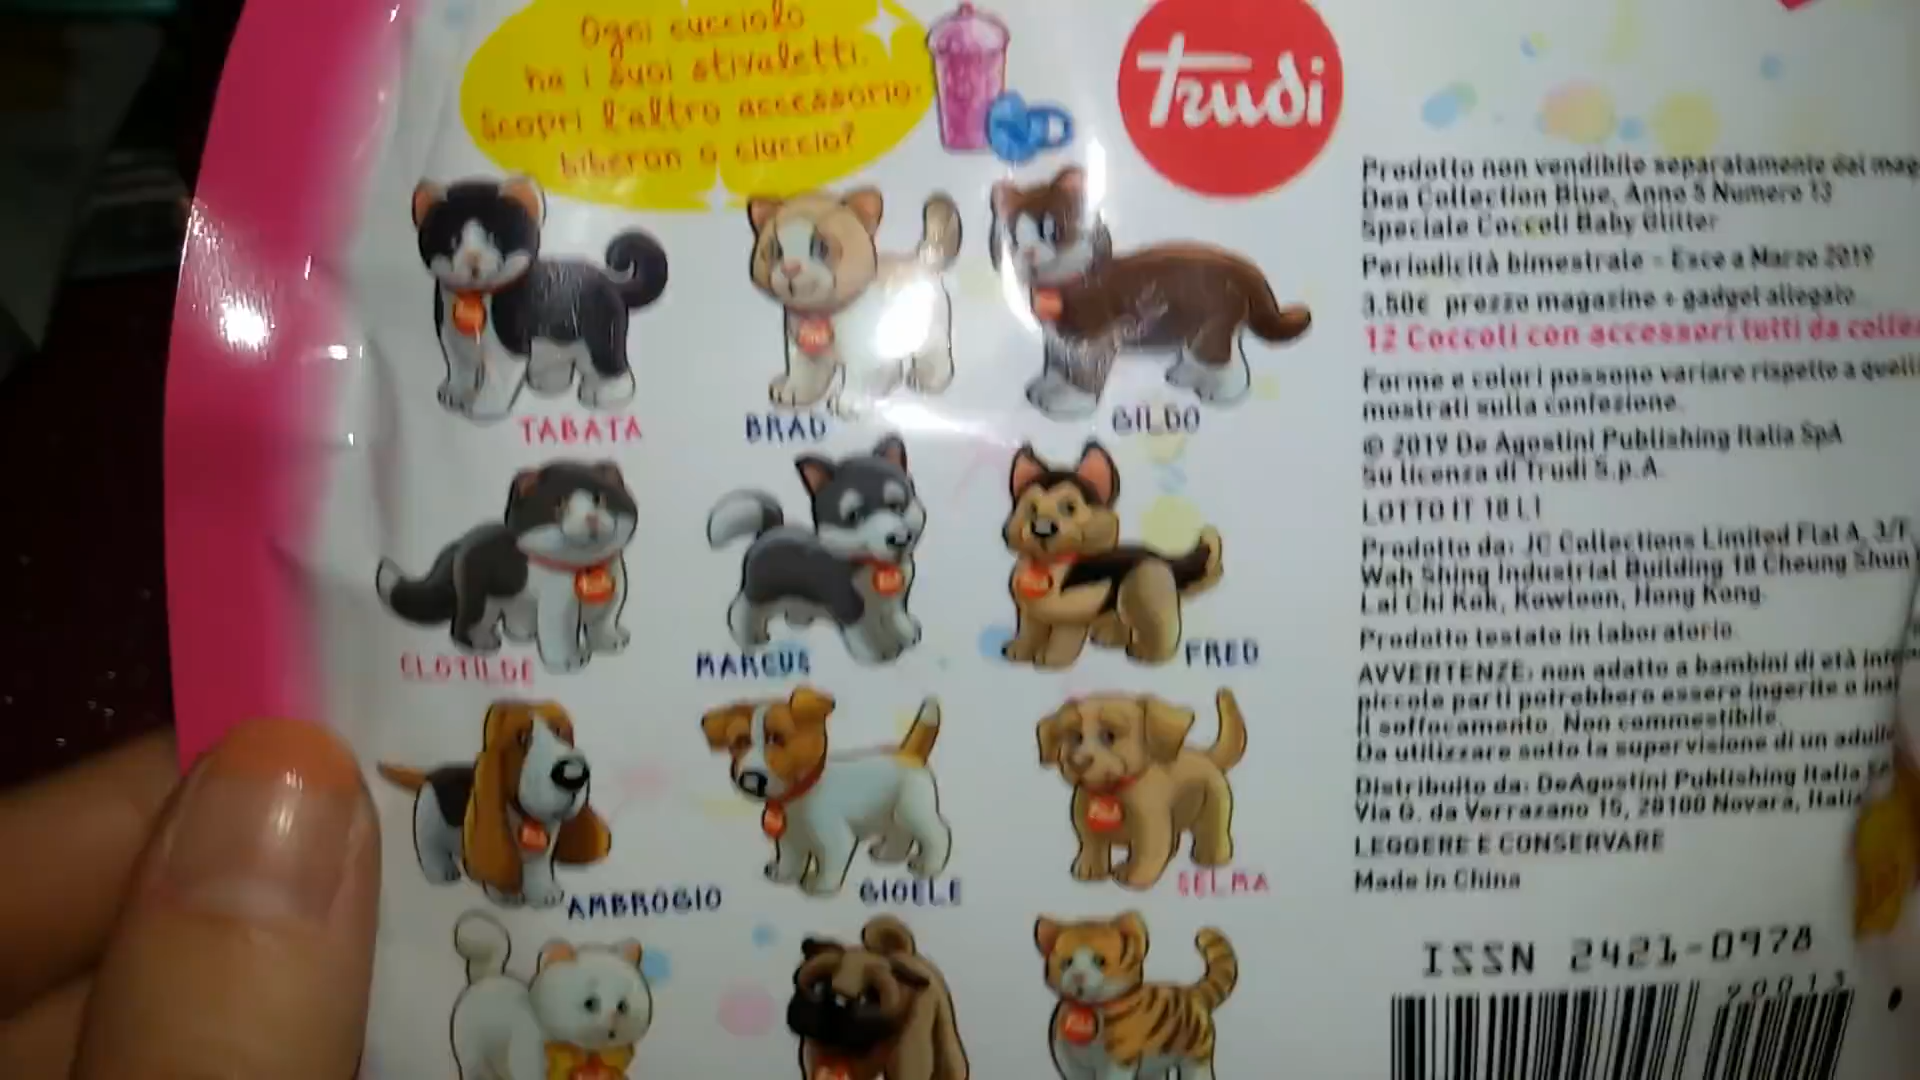 Ogni cucciolo
ha i suoi stivaletti.
Scopri l'altro accessorio:
biberon o ciuccio?
Trudi
TABATA
BRAD
GILDO
CLOTILDE
MARCUS
FRED
AMBROGIO
GIOELE
SELMA
Prodotto non vendibile separatamente dal
Dea Collection Blue, Anno 5 Numero 13
Speciale Coccoli Baby Glitter
Periodicità bimestrale - Esce a Marzo 2019
3.50€ prezzo magazine + gadget allegato
12 Coccoli con accessori tutti da
Forme e colori possono variare rispetto a
mostrati sulla confezione.
© 2019 De Agostini Publishing Italia SpA
Su licenza di Trudi S.p.A.
LOTTO IT 18 L1
Prodotto da: JC Collections Limited Flat A, 3/F
Wah Shing Industrial Building 18 Cheung Shun
Lai Chi Kok, Kowloon, Hong Kong.
Prodotto testato in laboratorio.
AVVERTENZE: non adatto a bambini di età
piccole parti potrebbero essere ingerite o
il soffocamento. Non commestibile.
Da utilizzare sotto la supervisione di un
Distribuito da: DeAgostini Publishing Italia
Via G. da Verrazano 15, 28100 Novara, Italia
LEGGERE E CONSERVARE
Made in China
ISSN 2421-0978
90013